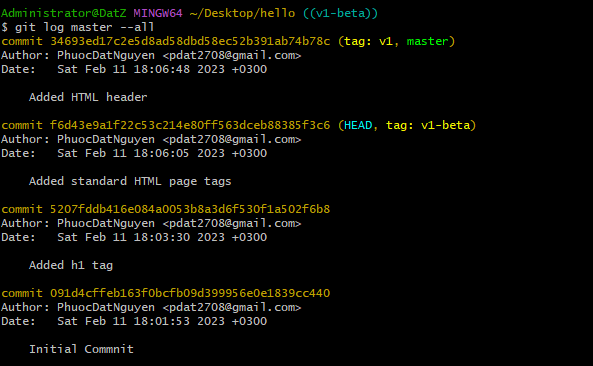 Administrator@DatZ MINGW64 ~/Desktop/hello ((v1-beta))
$ git log master --all
commit 34693ed17c2e5d8ad58dbd58ec52b391ab74b78c (tag: v1, master)
Author: PhuocDatNguyen <pdat2708@gmail.com>
Date:   Sat Feb 11 18:06:48 2023 +0300
    Added HTML header
commit f6d43e9a1f22c53c214e80ff563dceb88385f3c6 (HEAD, tag: v1-beta)
Author: PhuocDatNguyen <pdat2708@gmail.com>
Date:   Sat Feb 11 18:06:05 2023 +0300
    Added standard HTML page tags
commit 5207fddb416e084a0053b8a3d6f530f1a502f6b8
Author: PhuocDatNguyen <pdat2708@gmail.com>
Date:   Sat Feb 11 18:03:30 2023 +0300
    Added h1 tag
commit 091d4cffeb163f0bcfb09d399956e0e1839cc440
Author: PhuocDatNguyen <pdat2708@gmail.com>
Date:   Sat Feb 11 18:01:53 2023 +0300
    Initial Commnit